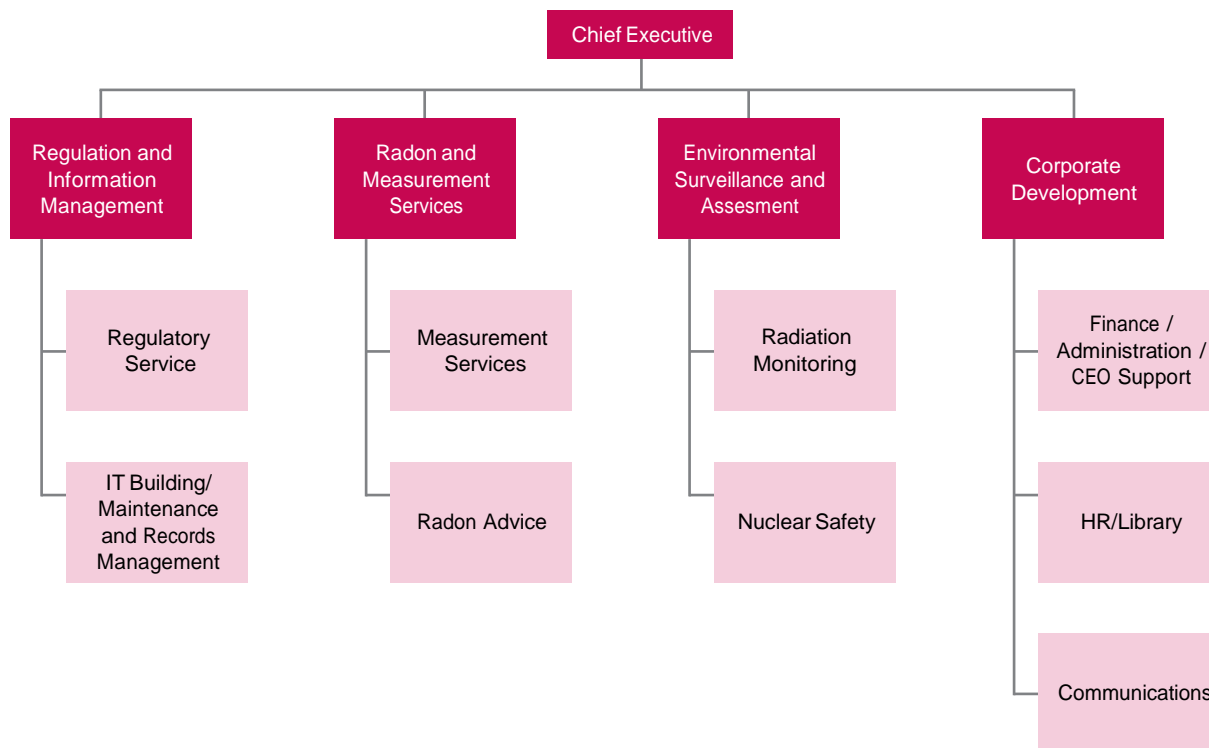 Chief Executive
Regulation and
Information
Management
Radon and
Measurement
Services
Environmental
Surveillance and
Assesment
Corporate
Development
Regulatory
Service
Measurement
Services
Radiation
Monitoring
Finance /
Administration /
CEO Support
IT Building/
Maintenance
and Records
Management
Radon Advice
Nuclear Safety
HR/Library
Communications